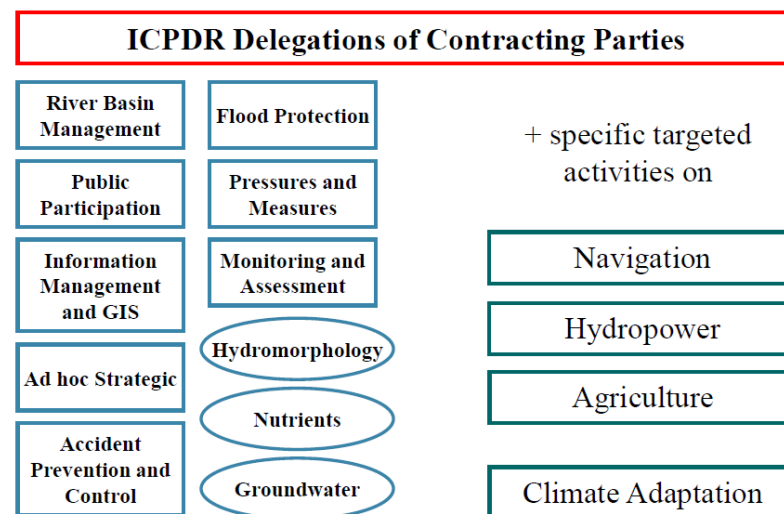 ICPDR Delegations of Contracting Parties
River Basin
Management
Public
Participation
Information
Management
and GIS
Ad hoc Strategic
Accident
Prevention and
Control
Flood Protection
Pressures and
Measures
Monitoring and
Assessment
Hydromorphology
Nutrients
Groundwater
+ specific targeted
activities on
Navigation
Hydropower
Agriculture
Climate Adaptation